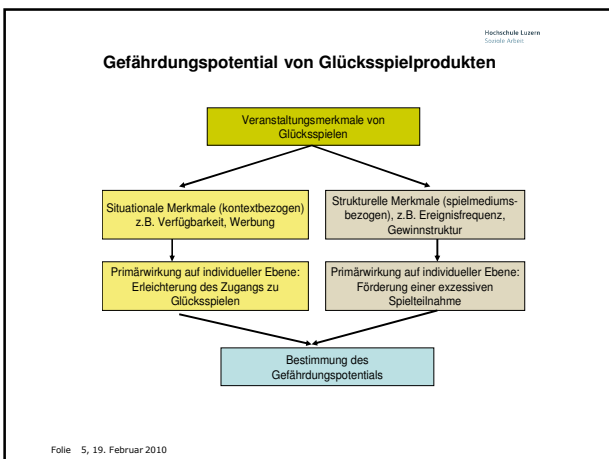 Hochschule Luzern
Soziale Arbeit
Gefährdungspotential von Glücksspielprodukten
Veranstaltungsmerkmale von
Glücksspielen
Situationale Merkmale (kontextbezogen)
z.B. Verfügbarkeit, Werbung
Strukturelle Merkmale (spielmediums-
bezogen), z.B. Ereignisfrequenz,
Gewinnstruktur
Primärwirkung auf individueller Ebene:
Erleichterung des Zugangs zu
Glücksspielen
Primärwirkung auf individueller Ebene:
Förderung einer exzessiven
Spielteilnahme
Bestimmung des
Gefährdungspotentials
Folie 5, 19. Februar 2010